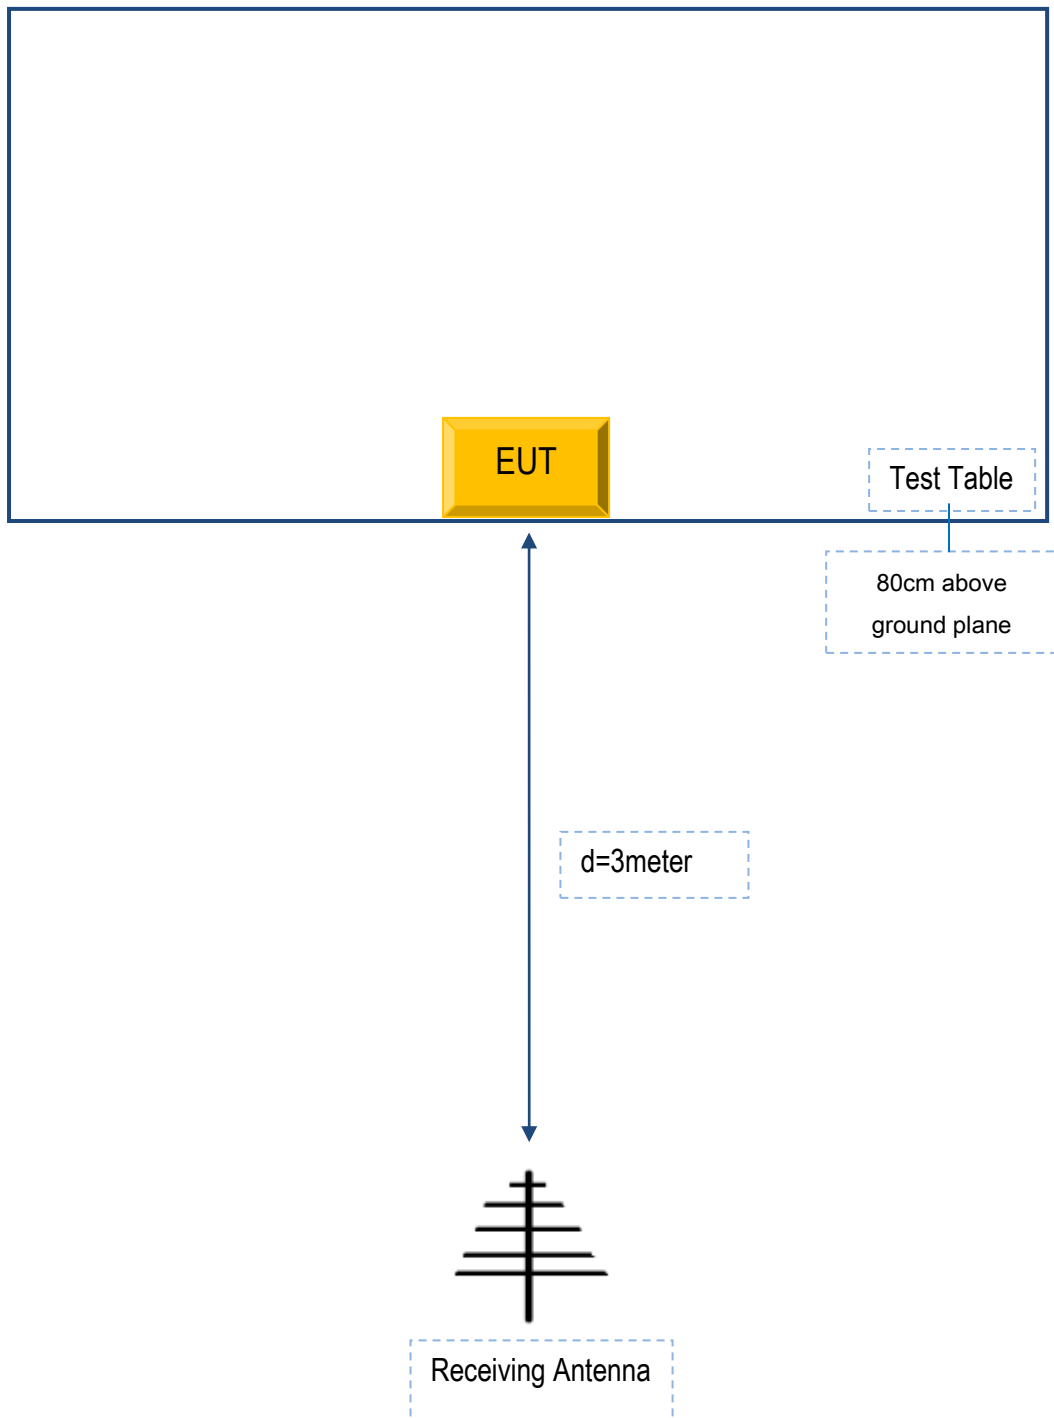 EUT
Test Table
80cm above
ground plane
d=3meter
Receiving Antenna